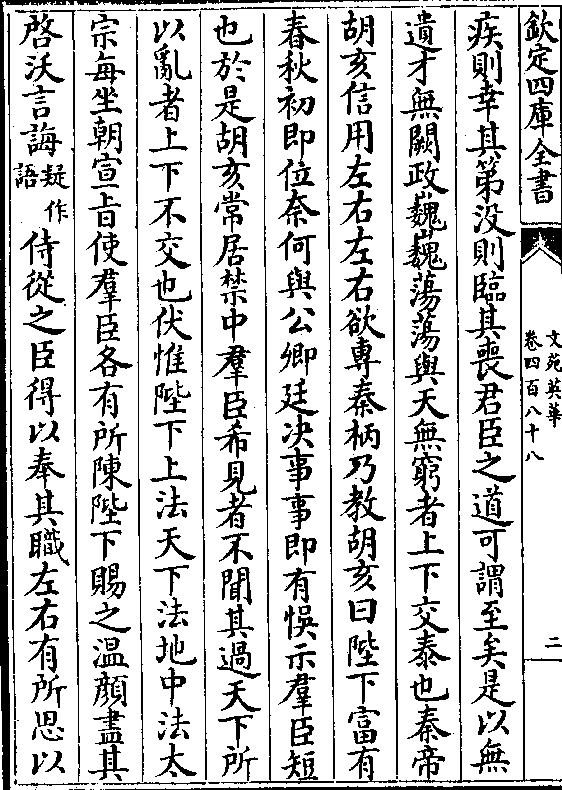 欽定四庫全書
文苑英華
卷四百八十八
二
疾則幸其第没則臨其喪君臣之道可謂至矣是以無
遺才無闕政巍巍蕩蕩與天無窮者上下交泰也秦帝
胡亥信用左右左右欲專秦柄乃教胡亥曰陛下富有
春秋初即位奈何與公卿廷决事事即有悞示羣臣短
也於是胡亥常居禁中羣臣希見者不聞其過天下所
以亂者上下不交也伏惟陛下上法天下法地中法太
宗每坐朝宣旨使羣臣各有所陳陛下賜之温顔盡其
啓沃言誨疑作語侍從之臣得以奉其職左右有所思以